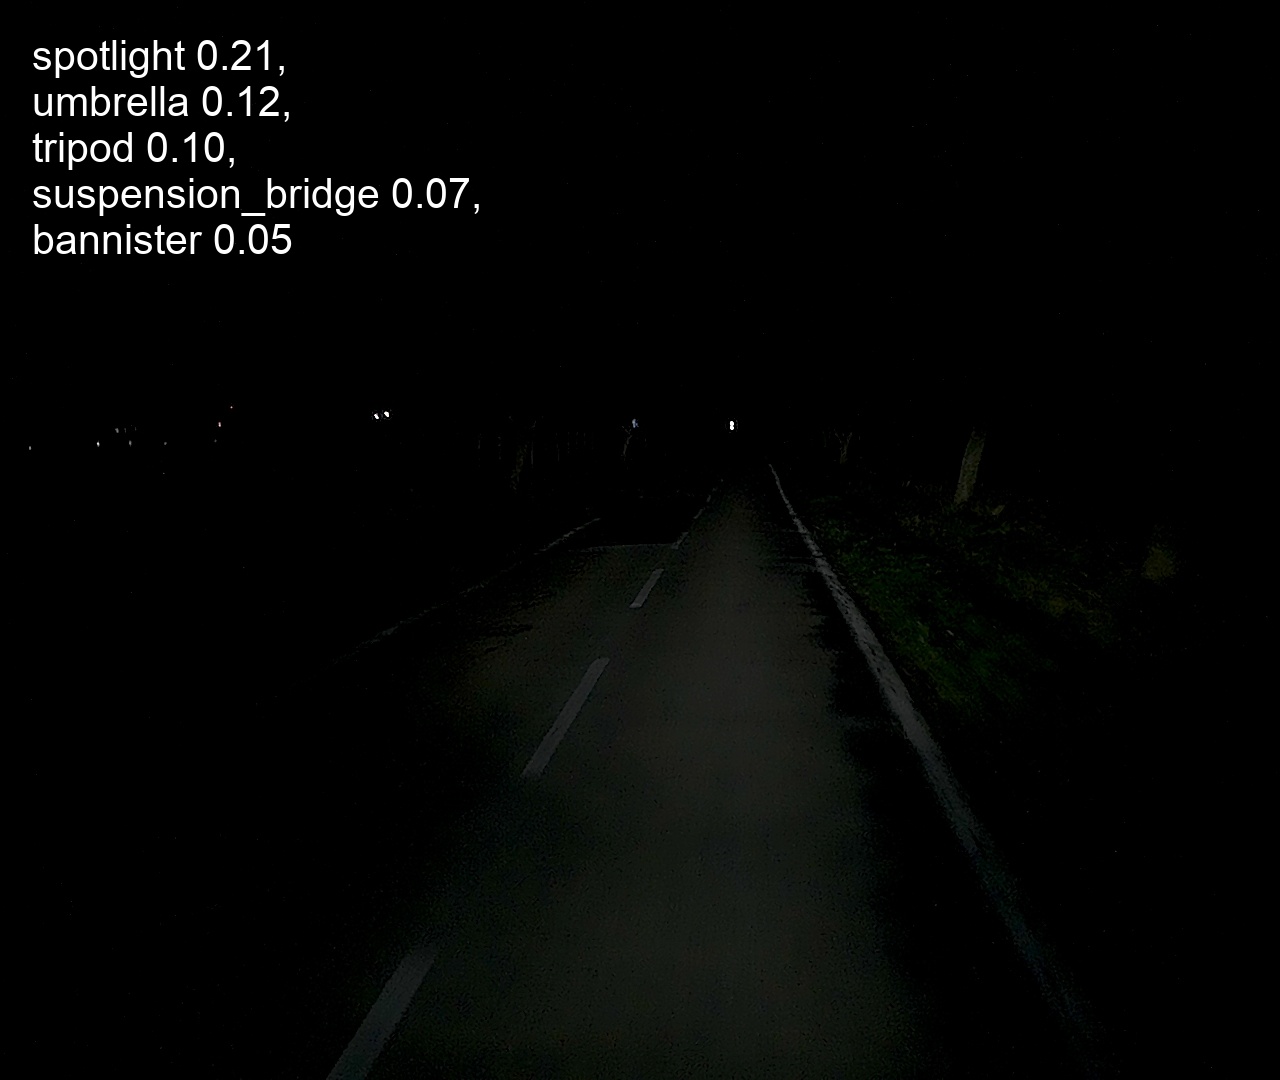 spotlight 0.21,
umbrella 0.12,
tripod 0.10,
suspension_bridge 0.07,
bannister 0.05